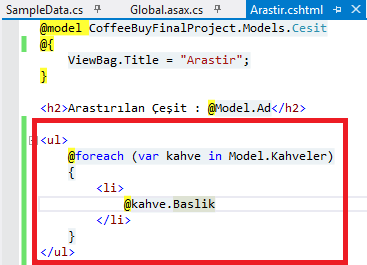 SampleData.cs Global.asax.cs Arastir.cshtml
@model CoffeeBuyFinalProject.Models.Cesit
@{
ViewBag.Title = "Arastir";
}
<h2>Arastırılan Çeşit : @Model.Ad</h2>
<ul>
@foreach (var kahve in Model.Kahveler)
{
<li>
@kahve.Baslik
</li>
}
</ul>